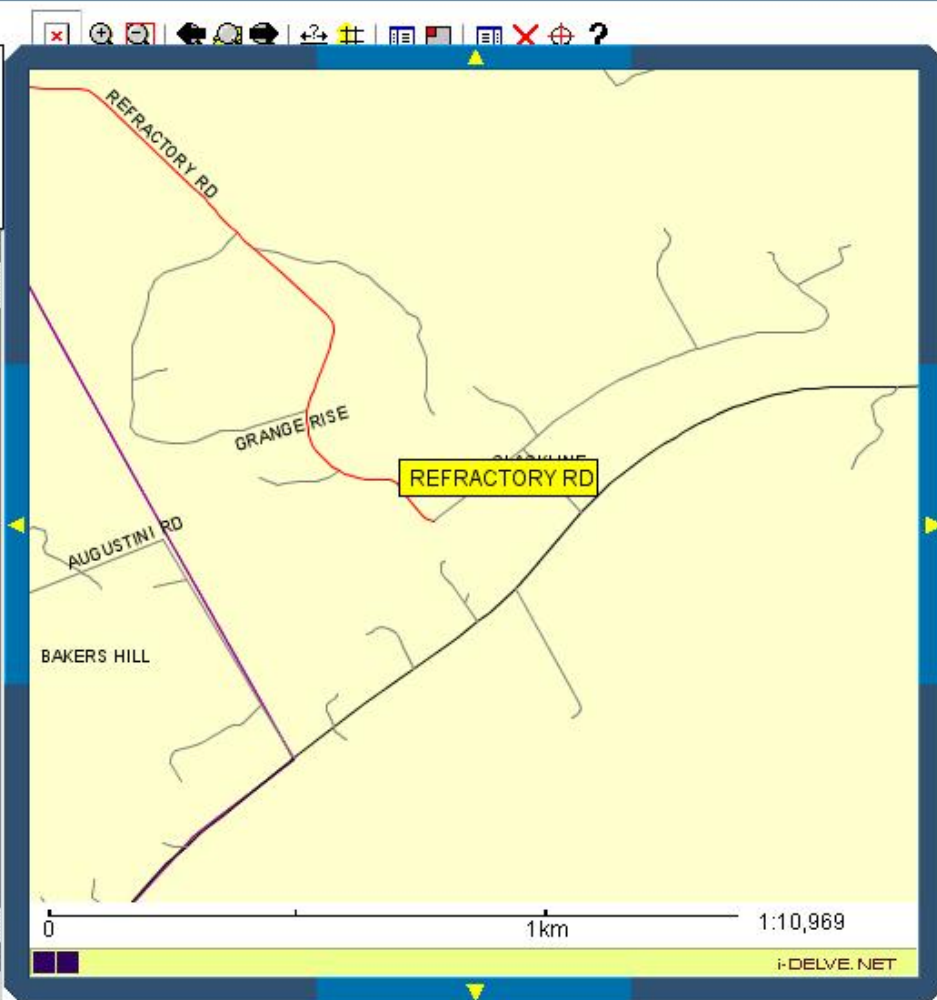 ?
REFRACTORY RD
GRANGE RISE
REFRACTORY RD
AUGUSTINI RD
BAKERS HILL
0
1km
1:10,969
i-DELVE.NET